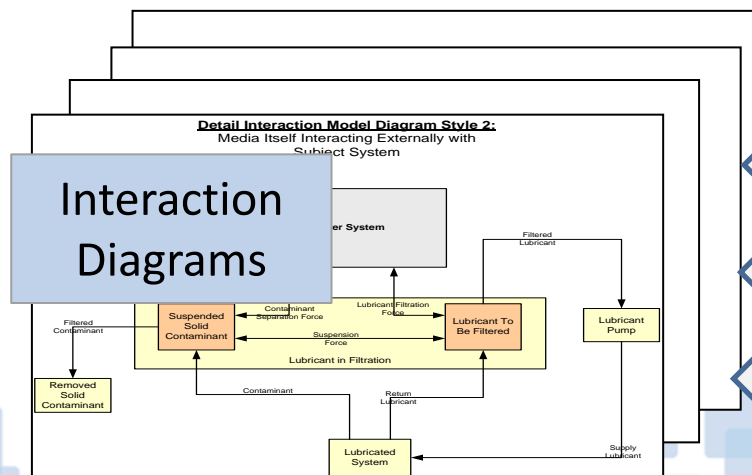 Detail Interaction Model Diagram Style 2:
Media Itself Interacting Externally with
Subject System
Interaction
Diagrams
System
Filtered
Lubricant
Suspended
Solid
Contaminant
Contaminant
Separation Force
Lubricant Filtration
Force
Lubricant To
Be Filtered
Lubricant
Pump
Filtered
Contaminant
Suspension
Force
Lubricant in Filtration
Removed
Solid
Contaminant
Contaminant
Return
Lubricant
Lubricated
System
Supply
Lubricant